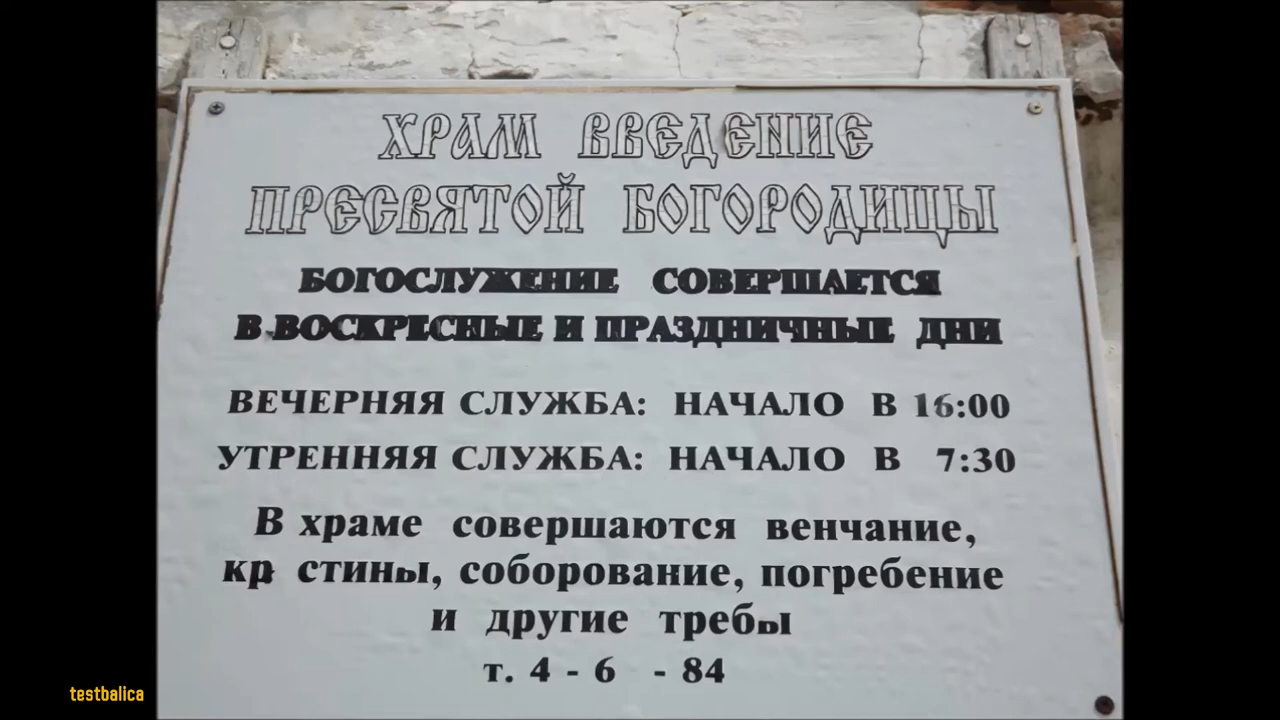 ХРАМ ВВЕДЕНИЕ
ПРЕСВЯТОЙ БОГОРОДИЦЫ
БОГОСЛУЖЕНИЕ СОВЕРШАЕТСЯ
В ВОСКРЕСНЫЕ И ПРАЗДНИЧНЫЕ ДНИ
ВЕЧЕРНЯЯ СЛУЖБА: НАЧАЛО В 16:00
УТРЕННЯЯ СЛУЖБА: НАЧАЛО В 7:30
В храме совершаются венчание,
кр стины, соборование, погребение
и другие требы
т. 4 - 6 - 84
testbalica